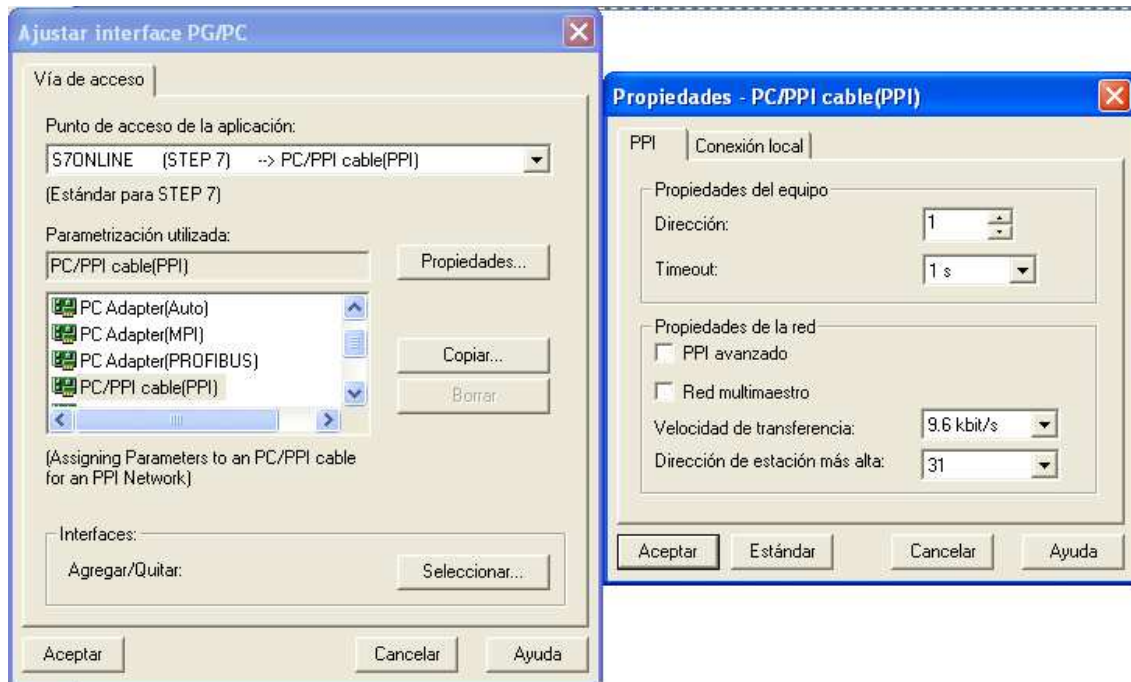 Ajustar interface PG/PC
Vía de acceso
Punto de acceso de la aplicación:
S7ONLINE (STEP 7) --> PC/PPI cable(PPI)
(Estándar para STEP 7)
Parametrización utilizada:
PC/PPI cable(PPI)
Propiedades...
PC Adapter(Auto)
PC Adapter(MPI)
PC Adapter(PROFIBUS)
PC/PPI cable(PPI)
Copiar...
Borrar
(Assigning Parameters to an PC/PPI cable
for an PPI Network)
Interfaces:
Agregar/Quitar:
Seleccionar...
Aceptar
Cancelar
Ayuda
Propiedades - PC/PPI cable(PPI)
PPI
Conexión local
Propiedades del equipo
Dirección:
1
Timeout:
1 s
Propiedades de la red
PPI avanzado
Red multimaestro
Velocidad de transferencia:
9.6 kbit/s
Dirección de estación más alta:
31
Aceptar
Estándar
Cancelar
Ayuda